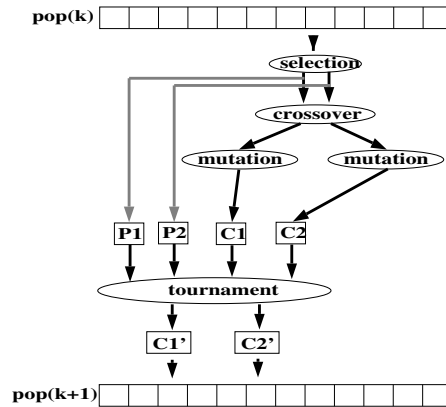 pop(k)
selection
crossover
mutation
mutation
P1
P2
C1
C2
tournament
C1'
C2'
pop(k+1)